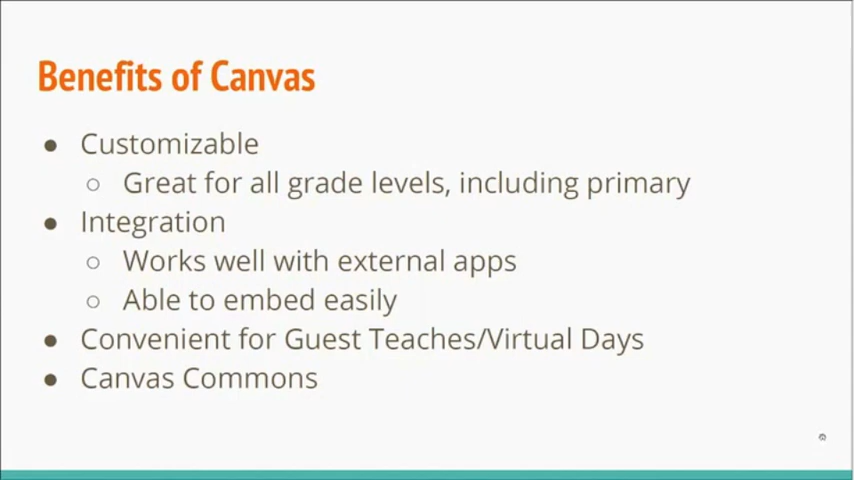 Benefits of Canvas
● Customizable
○ Great for all grade levels, including primary
● Integration
○ Works well with external apps
○ Able to embed easily
● Convenient for Guest Teaches/Virtual Days
● Canvas Commons